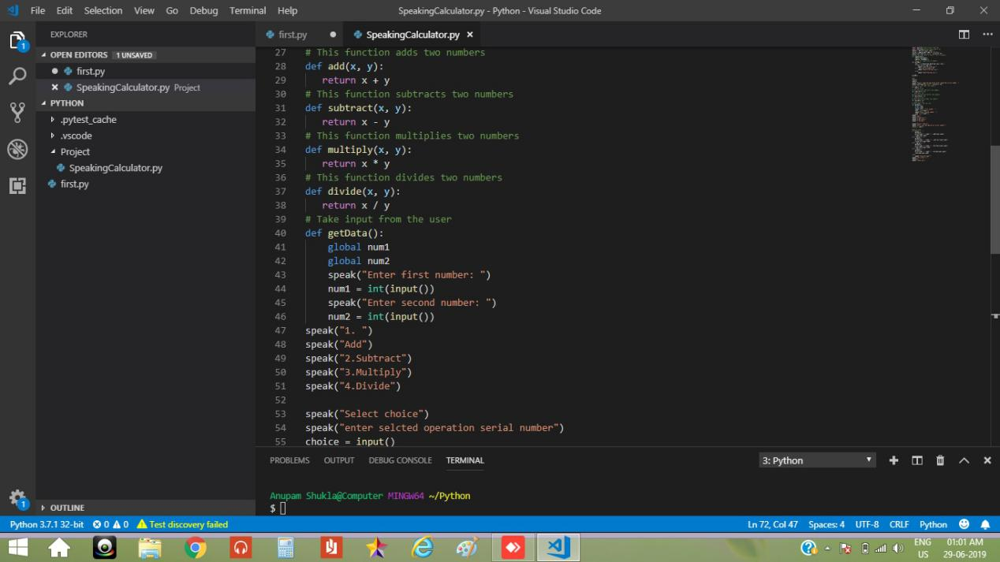 File Edit Selection View Go Debug Terminal Help SpeakingCalculator.py - Python - Visual Studio Code
EXPLORER
OPEN EDITORS 1 UNSAVED
first.py
SpeakingCalculator.py Project
PYTHON
.pytest_cache
.vscode
Project
SpeakingCalculator.py
first.py
OUTLINE
first.py SpeakingCalculator.py
27 # This function adds two numbers
28 def add(x, y):
29 return x + y
30 # This function subtracts two numbers
31 def subtract(x, y):
32 return x - y
33 # This function multiplies two numbers
34 def multiply(x, y):
35 return x * y
36 # This function divides two numbers
37 def divide(x, y):
38 return x / y
39 # Take input from the user
40 def getData():
41 global num1
42 global num2
43 speak("Enter first number: ")
44 num1 = int(input())
45 speak("Enter second number: ")
46 num2 = int(input())
47 speak("1. ")
48 speak("Add")
49 speak("2.Subtract")
50 speak("3.Multiply")
51 speak("4.Divide")
52
53 speak("Select choice")
54 speak("enter selcted operation serial number")
55 choice = input()
PROBLEMS OUTPUT DEBUG CONSOLE TERMINAL 3: Python
Anupam Shukla@Computer MINGW64 ~/Python
$
Python 3.7.1 32-bit 0 0 Test discovery failed Ln 72, Col 47 Spaces: 4 UTF-8 CRLF Python
1
1
ENG 01:01 AM
US 29-06-2019